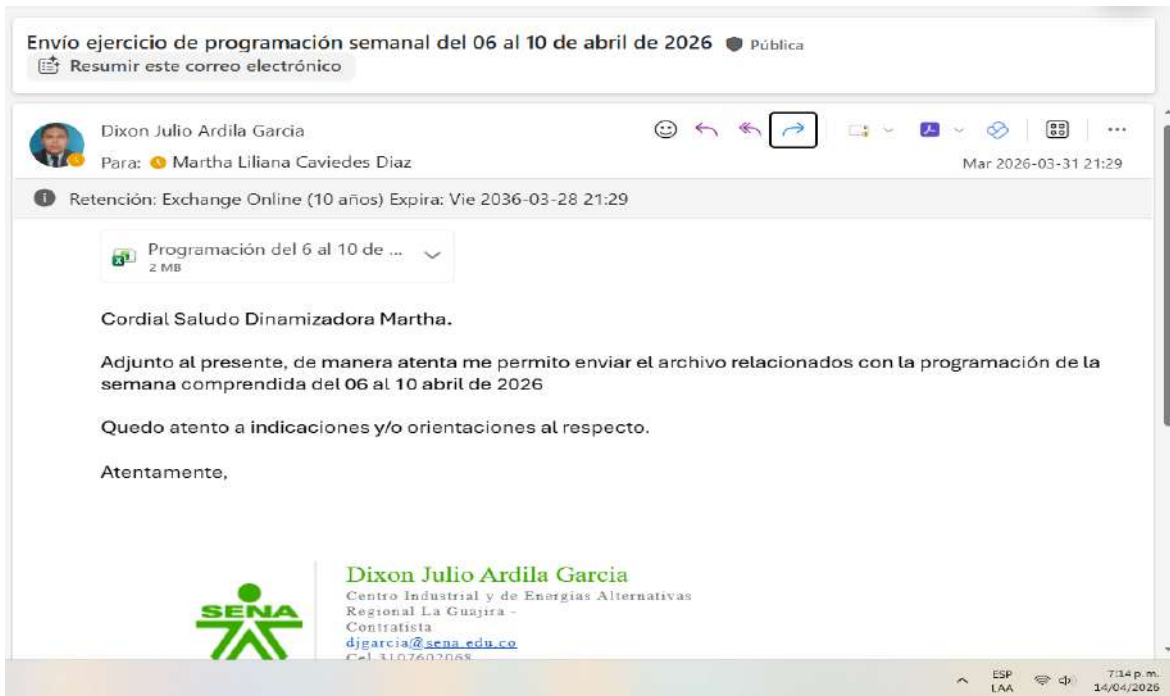 Envío ejercicio de programación semanal del 06 al 10 de abril de 2026 Pública
Resumir este correo electrónico
Dixon Julio Ardila Garcia
Para: Martha Liliana Caviedes Diaz
Mar 2026-03-31 21:29
Retención: Exchange Online (10 años) Expira: Vie 2036-03-28 21:29
Programación del 6 al 10 de ...
2 MB
Cordial Saludo Dinamizadora Martha.
Adjunto al presente, de manera atenta me permito enviar el archivo relacionados con la programación de la
semana comprendida del 06 al 10 abril de 2026
Quedo atento a indicaciones y/o orientaciones al respecto.
Atentamente,
SENA
Dixon Julio Ardila Garcia
Centro Industrial y de Energias Alternativas
Regional La Guajira -
Contratista
djgarcia@sena.edu.co
Cel 3107602068
ESP
LAA
7:14 p.m.
14/04/2026